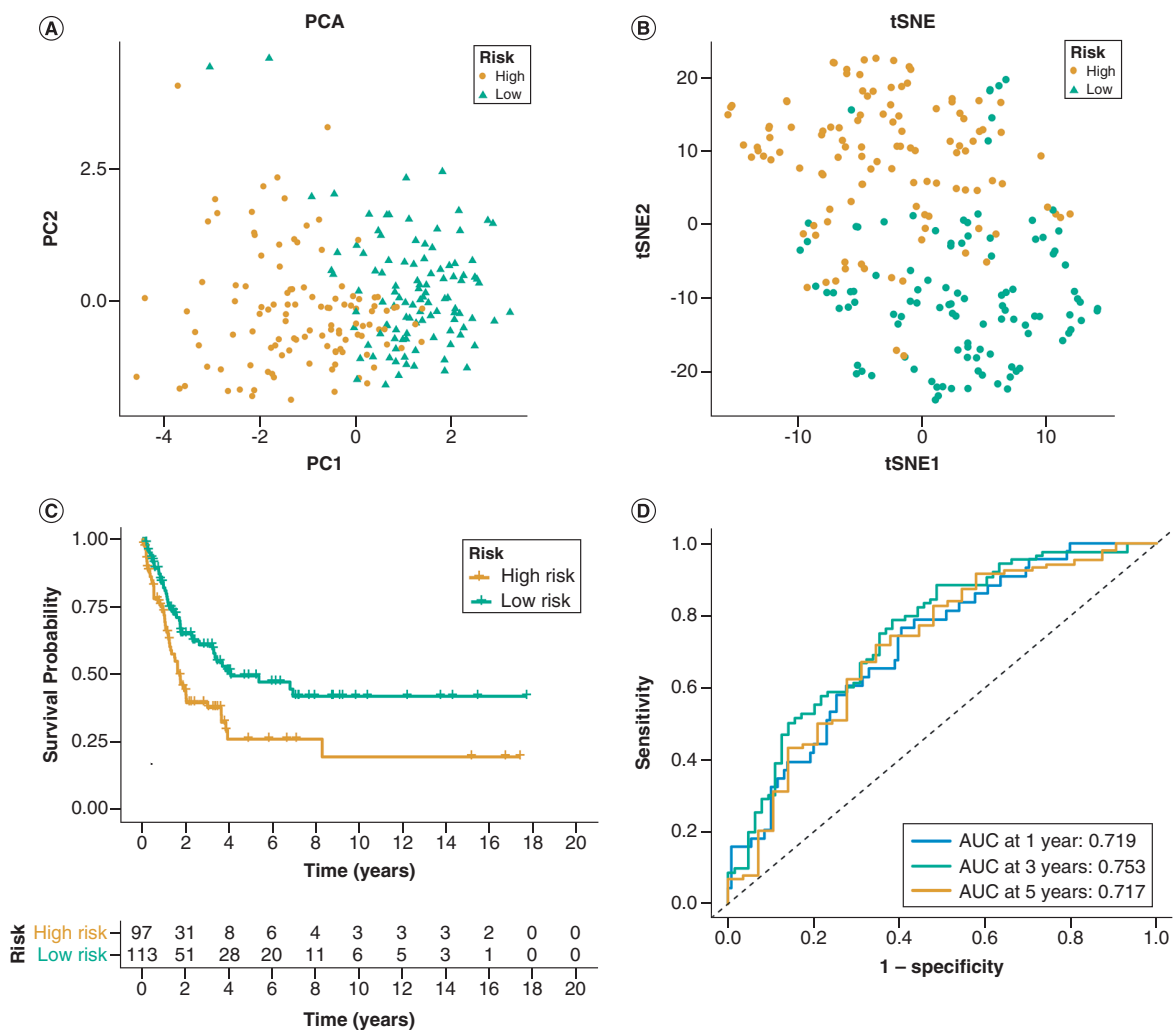 A
PCA
Risk
High
Low
2.5
0.0
PC2
-4 -2 0 2
PC1
B
tSNE
Risk
High
Low
20
10
0
-10
-20
tSNE2
-10 0 10
tSNE1
C
1.00
0.75
0.50
0.25
0.00
Survival Probability
Risk
High risk
Low risk
0 2 4 6 8 10 12 14 16 18 20
Time (years)
Risk
High risk 97 31 8 6 4 3 3 3 2 0 0
Low risk 113 51 28 20 11 6 5 3 1 0 0
0 2 4 6 8 10 12 14 16 18 20
Time (years)
D
1.0
0.8
0.6
0.4
0.2
0.0
Sensitivity
AUC at 1 year: 0.719
AUC at 3 years: 0.753
AUC at 5 years: 0.717
0.0 0.2 0.4 0.6 0.8 1.0
1 – specificity